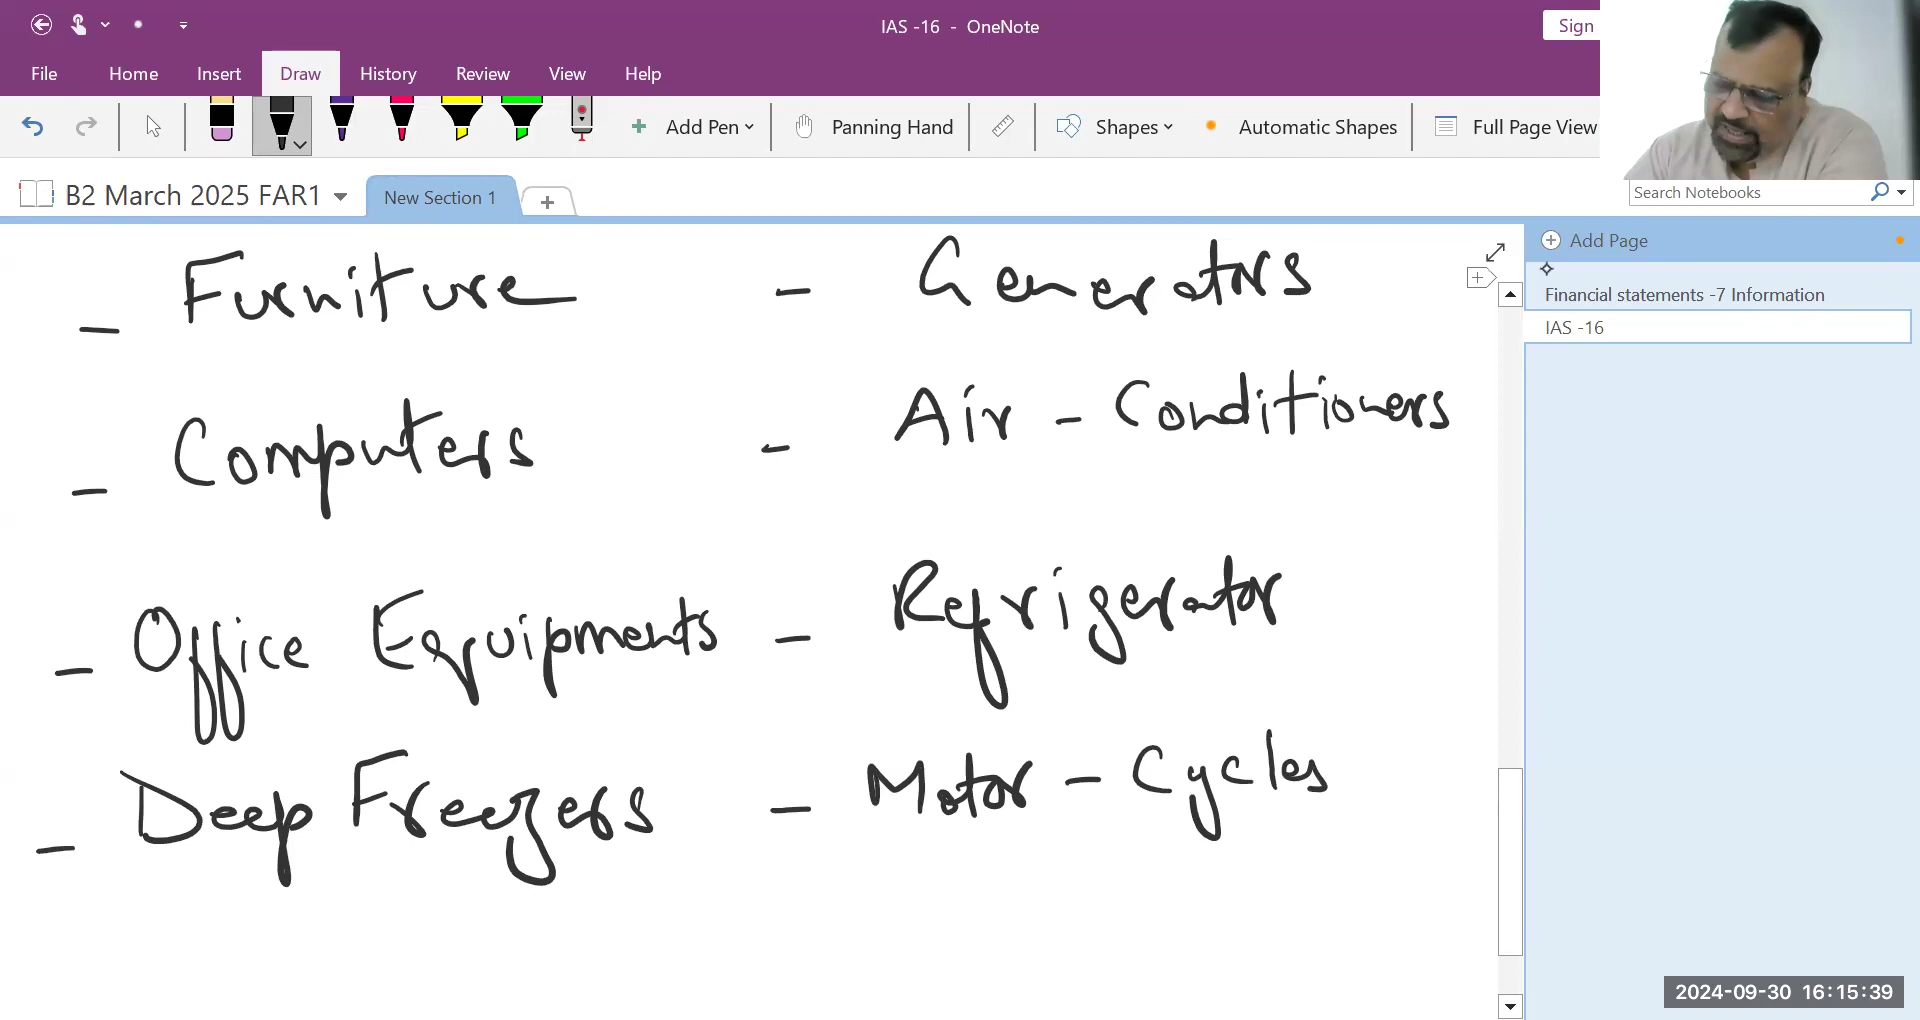 IAS -16 - OneNote
Sign
File Home Insert Draw History Review View Help
Add Pen Panning Hand Shapes Automatic Shapes Full Page View
B2 March 2025 FAR1 New Section 1
Search Notebooks
Add Page
Financial statements -7 Information
IAS -16
- Furniture - Generators
- Computers - Air - Conditioners
- Office Equipments - Refrigerator
- Deep Freezers - Motor - Cycles
2024-09-30 16:15:39